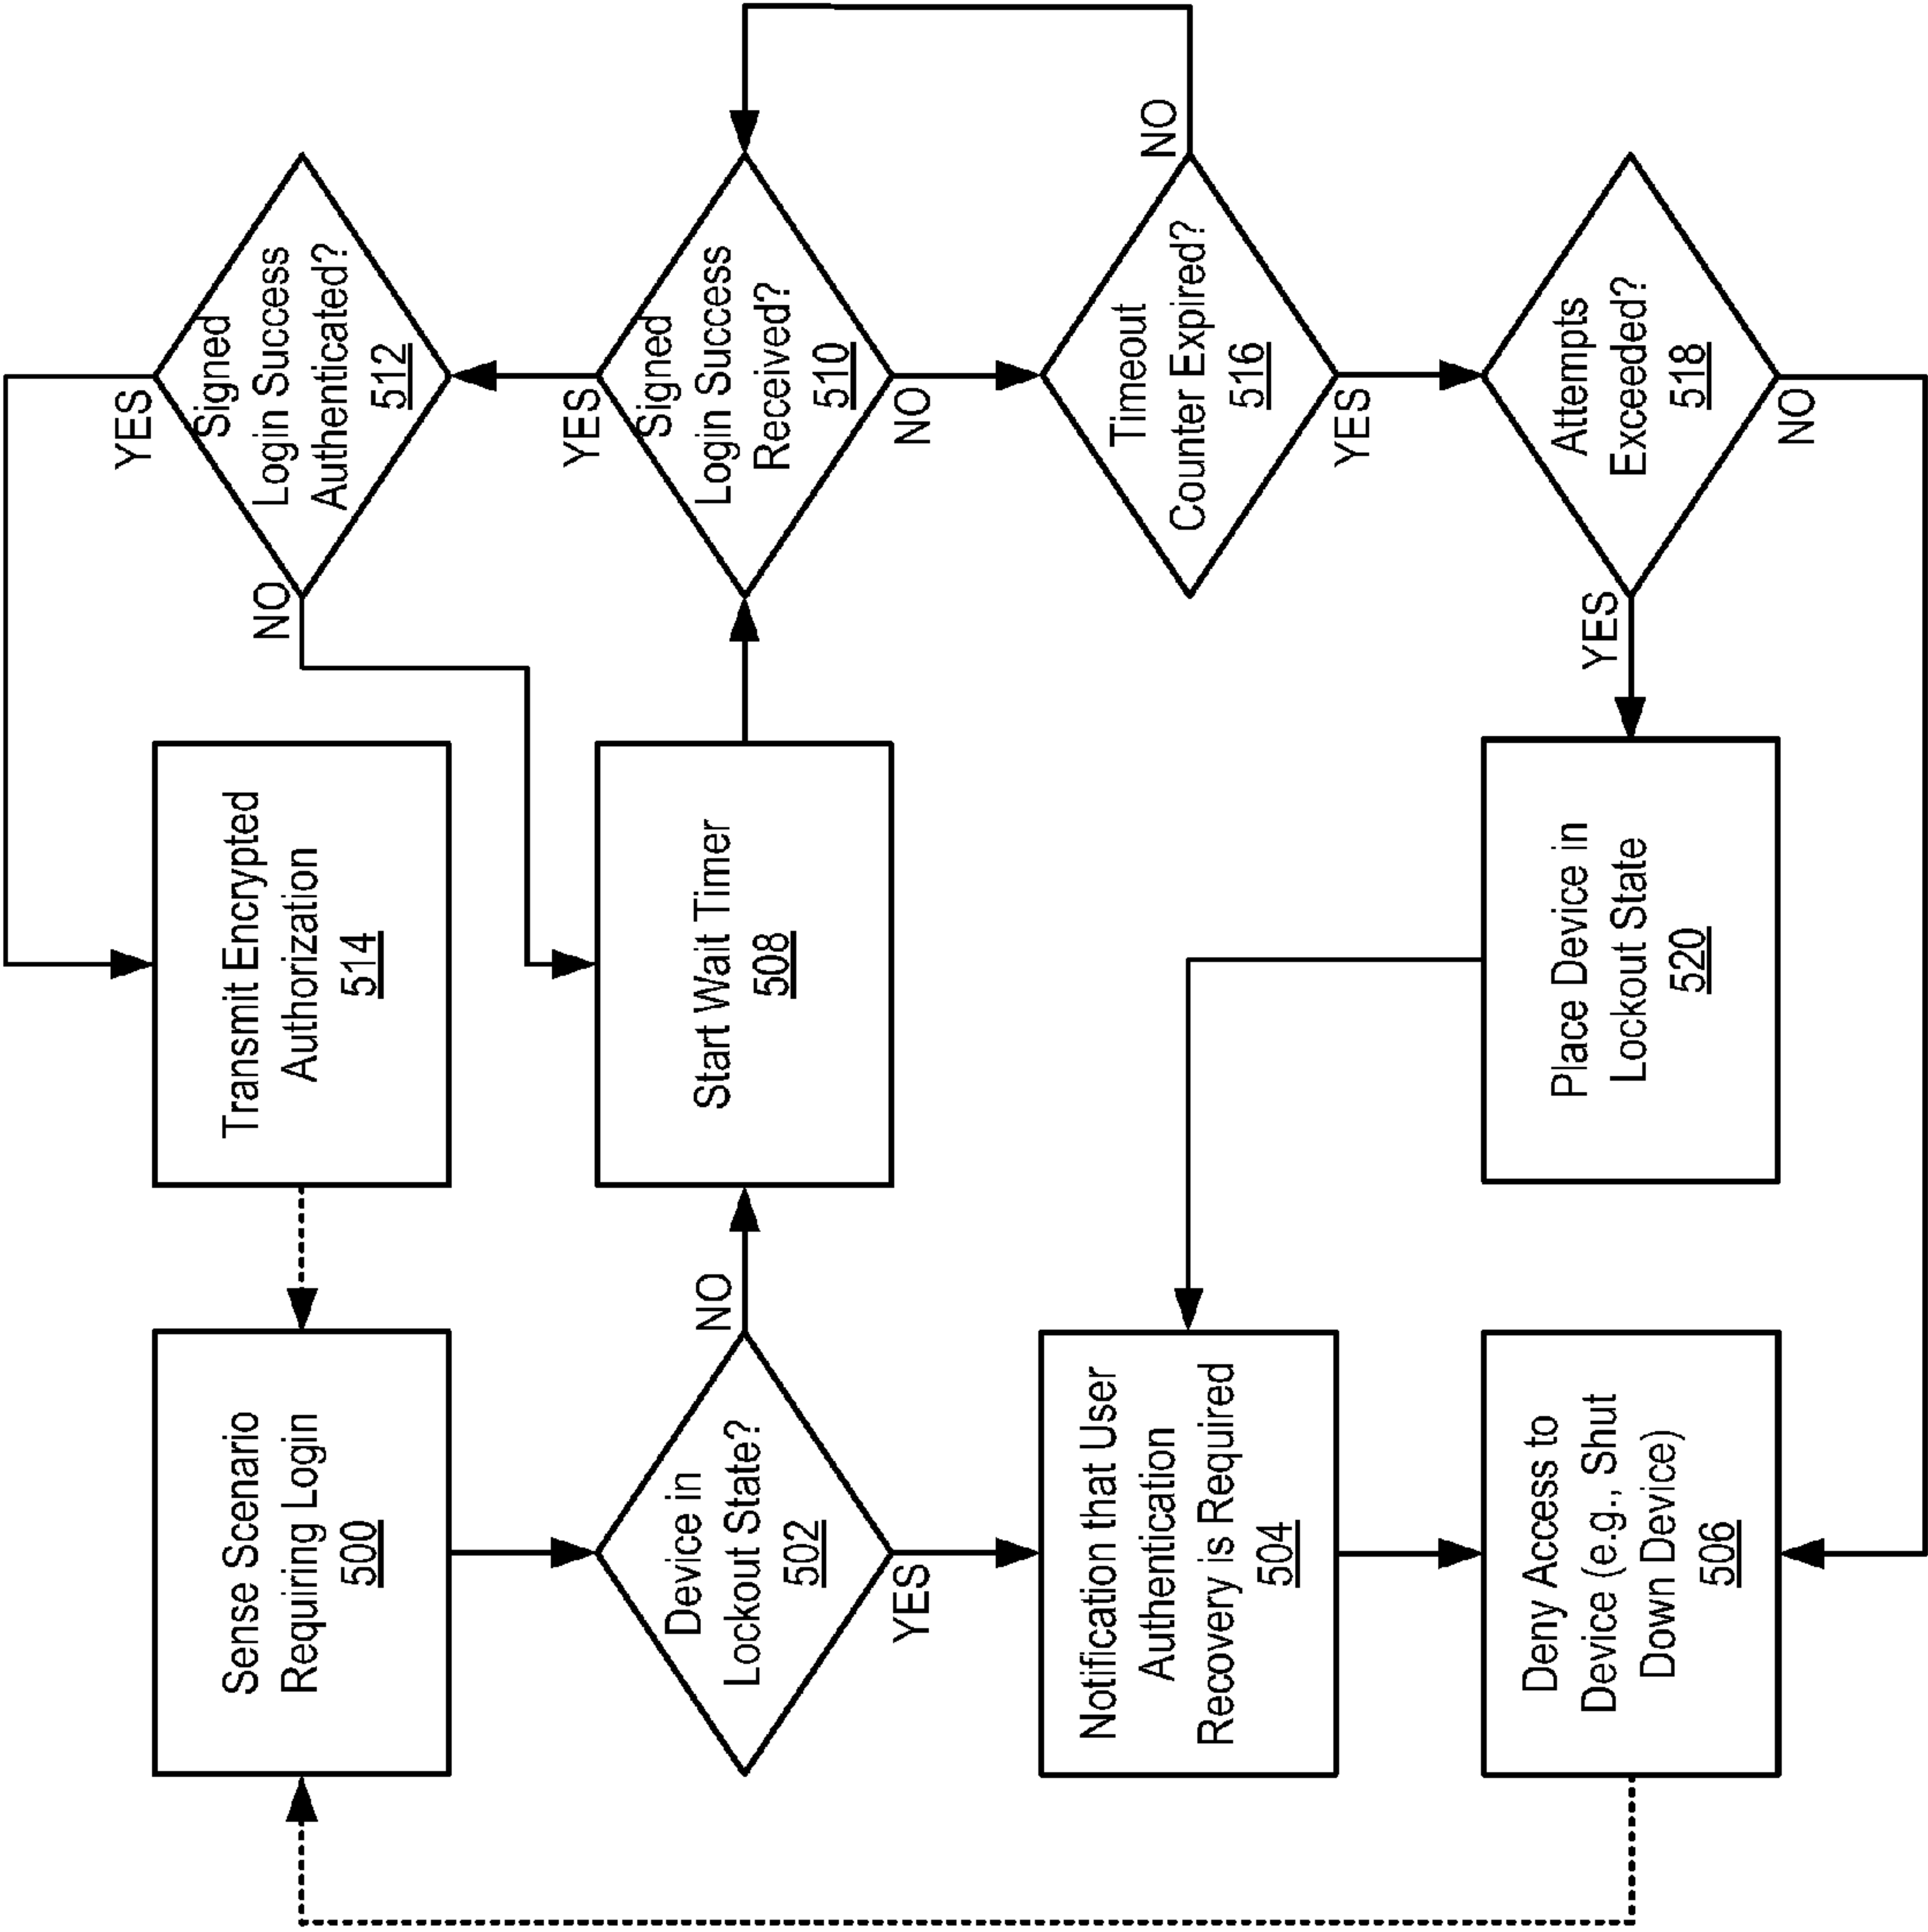 Sense Scenario
Requiring Login
500
Device in
Lockout State?
502
NO
YES
Notification that User
Authentication
Recovery is Required
504
Deny Access to
Device (e.g., Shut
Down Device)
506
Transmit Encrypted
Authorization
514
Start Wait Timer
508
Place Device in
Lockout State
520
Signed
Login Success
Authenticated?
512
YES
NO
Signed
Login Success
Received?
510
YES
NO
Timeout
Counter Expired?
516
NO
YES
Attempts
Exceeded?
518
YES
NO